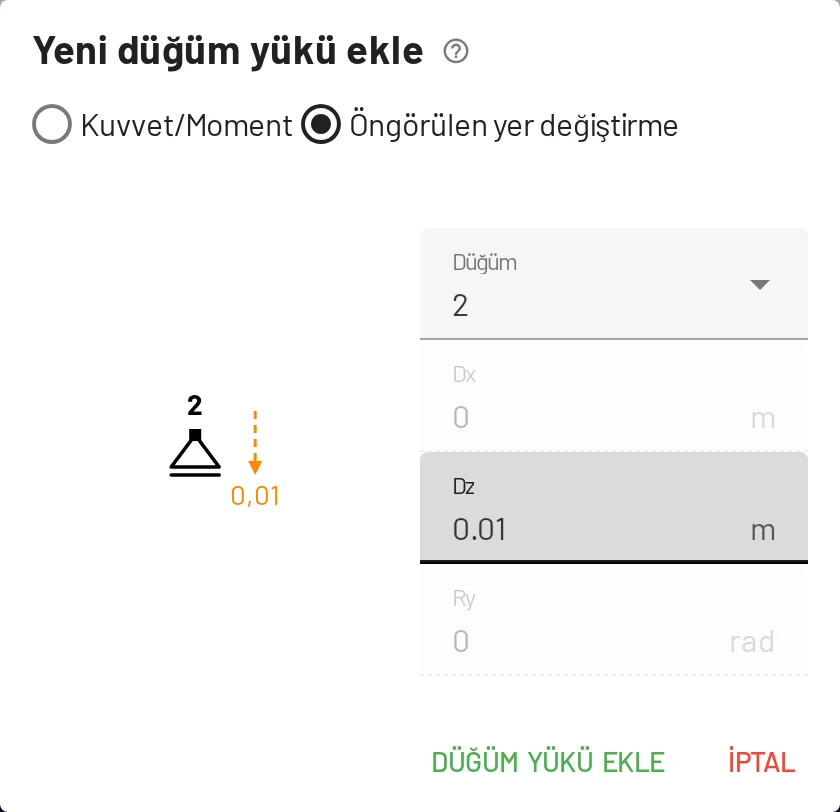 Yeni düğüm yükü ekle ?
Kuvvet/Moment Öngörülen yer değiştirme
Düğüm
2
Dx
0 m
2
0,01
Dz
0.01 m
Ry
0 rad
DÜĞÜM YÜKÜ EKLE İPTAL